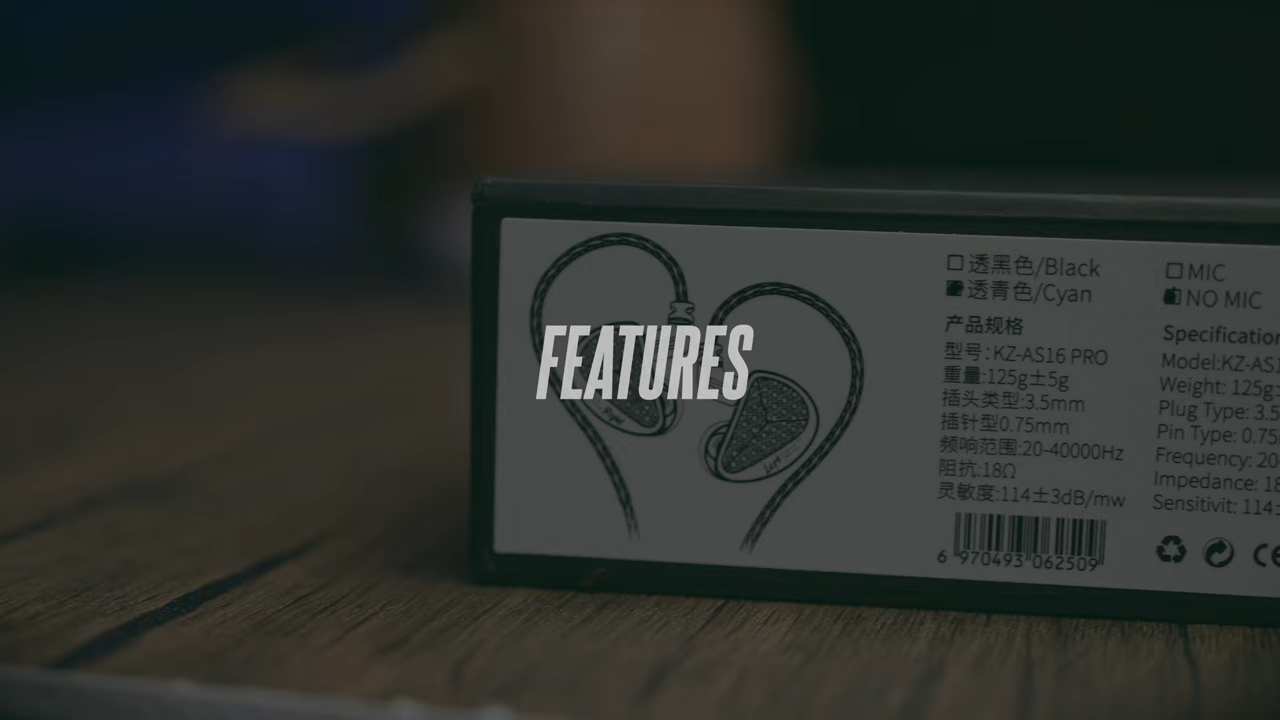 FEATURES
透黑色/Black
透青色/Cyan
产品规格
型号:KZ-AS16 PRO
重量:125g±5g
插头类型:3.5mm
插针型0.75mm
频响范围:20-40000Hz
阻抗:18Ω
灵敏度:114±3dB/mw
6 970493 062509
MIC
NO MIC
Specification
Model:KZ-AS1
Weight: 125g±
Plug Type: 3.5
Pin Type: 0.75
Frequency: 20-
Impedance: 18
Sensitivit: 114±
CE